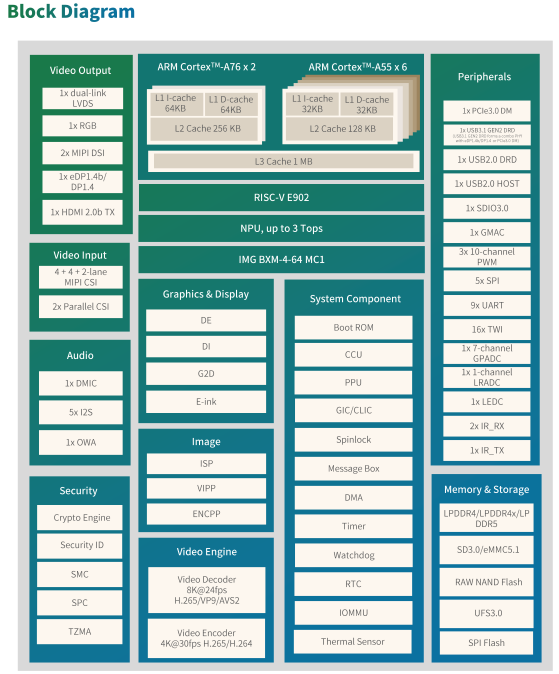 Block Diagram
Video Output
1x dual-link
LVDS
1x RGB
2x MIPI DSI
1x eDP1.4b/
DP1.4
1x HDMI 2.0b TX
Video Input
4 + 4 + 2-lane
MIPI CSI
2x Parallel CSI
Audio
1x DMIC
5x I2S
1x OWA
Security
Crypto Engine
Security ID
SMC
SPC
TZMA
ARM Cortex™-A76 x 2
L1 I-cache
64KB
L1 D-cache
64KB
L2 Cache 256 KB
ARM Cortex™-A55 x 6
L1 I-cache
32KB
L1 D-cache
32KB
L2 Cache 128 KB
L3 Cache 1 MB
RISC-V E902
NPU, up to 3 Tops
IMG BXM-4-64 MC1
Graphics & Display
DE
DI
G2D
E-ink
Image
ISP
VIPP
ENCPP
Video Engine
Video Decoder
8K@24fps
H.265/VP9/AVS2
Video Encoder
4K@30fps H.265/H.264
System Component
Boot ROM
CCU
PPU
GIC/CLIC
Spinlock
Message Box
DMA
Timer
Watchdog
RTC
IOMMU
Thermal Sensor
Peripherals
1x PCIe3.0 DM
1x USB3.1 GEN2 DRD
1x USB2.0 DRD
1x USB2.0 HOST
1x SDIO3.0
1x GMAC
3x 10-channel
PWM
5x SPI
9x UART
16x TWI
1x 7-channel
GPADC
1x 1-channel
LRADC
1x LEDC
2x IR_RX
1x IR_TX
Memory & Storage
LPDDR4/LPDDR4x/LP
DDR5
SD3.0/eMMC5.1
RAW NAND Flash
UFS3.0
SPI Flash